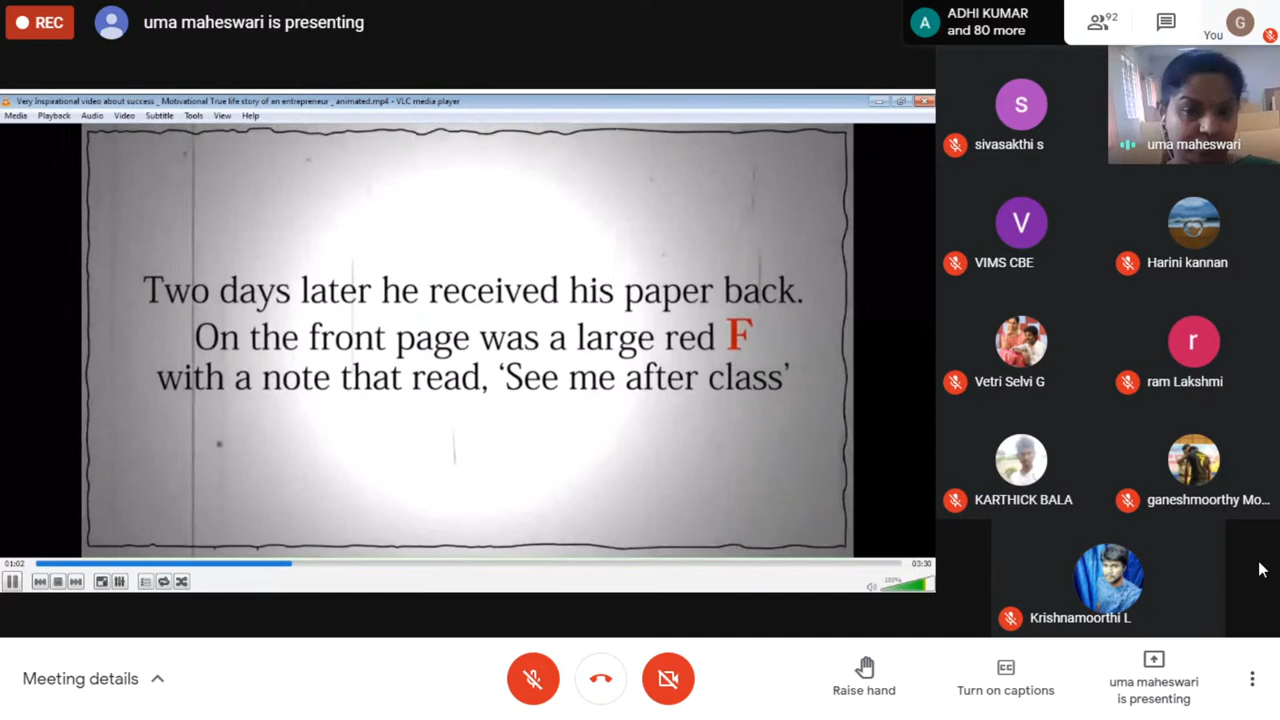 REC
uma maheswari is presenting
A
ADHI KUMAR
and 80 more
92
You
G
Very Inspirational video about success _ Motivational True life story of an entrepreneur _ animated.mp4 - VLC media player
Media Playback Audio Video Subtitle Tools View Help
Two days later he received his paper back.
On the front page was a large red F
with a note that read, ‘See me after class’
01:02
03:30
103%
s
sivasakthi s
uma maheswari
V
VIMS CBE
Harini kannan
Vetri Selvi G
r
ram Lakshmi
KARTHICK BALA
ganeshmoorthy Mo...
Krishnamoorthi L
Meeting details
Raise hand
Turn on captions
uma maheswari
is presenting